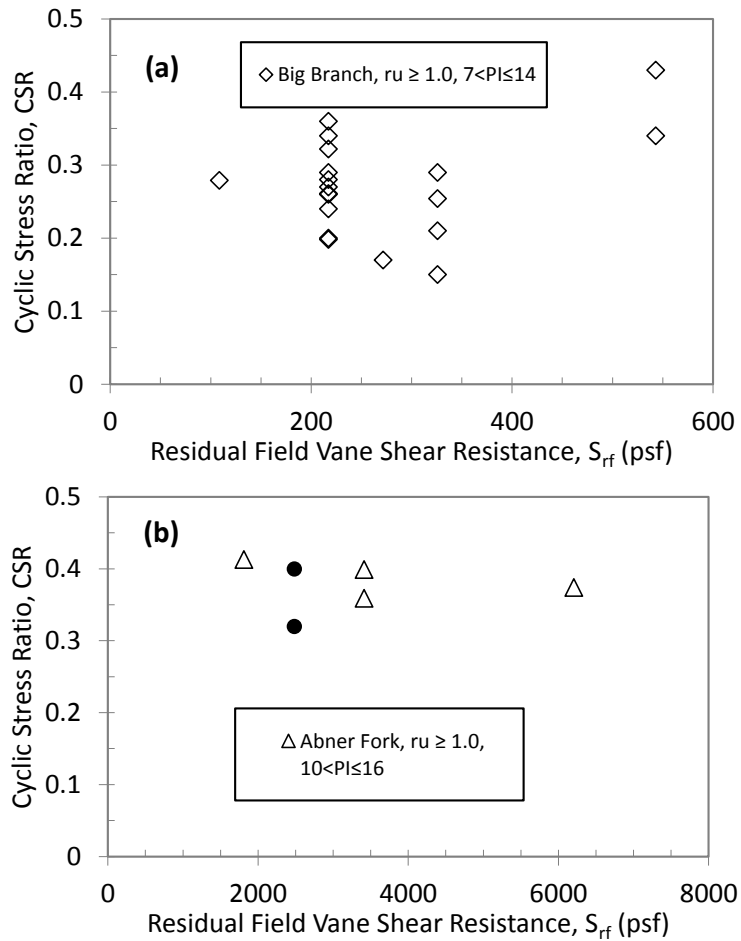 (a)
◇ Big Branch, ru ≥ 1.0, 7<PI≤14
Cyclic Stress Ratio, CSR
0.5
0.4
0.3
0.2
0.1
0
0 200 400 600
Residual Field Vane Shear Resistance, Srf (psf)
(b)
△ Abner Fork, ru ≥ 1.0,
10<PI≤16
Cyclic Stress Ratio, CSR
0.5
0.4
0.3
0.2
0.1
0
0 2000 4000 6000 8000
Residual Field Vane Shear Resistance, Srf (psf)